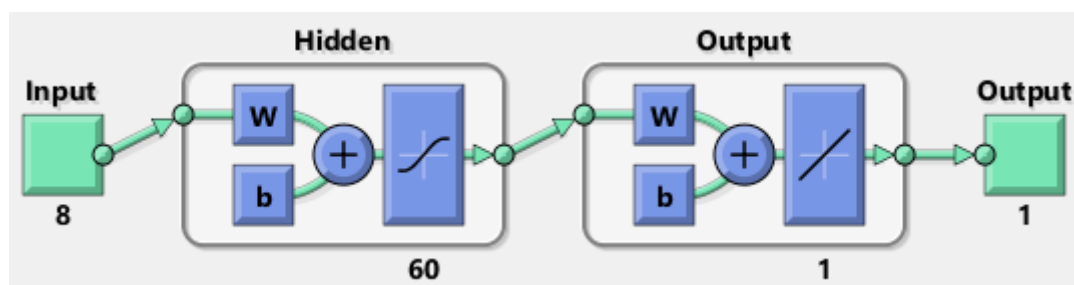 Hidden Output
Input Output
W W
+ +
b b
8 1
60 1